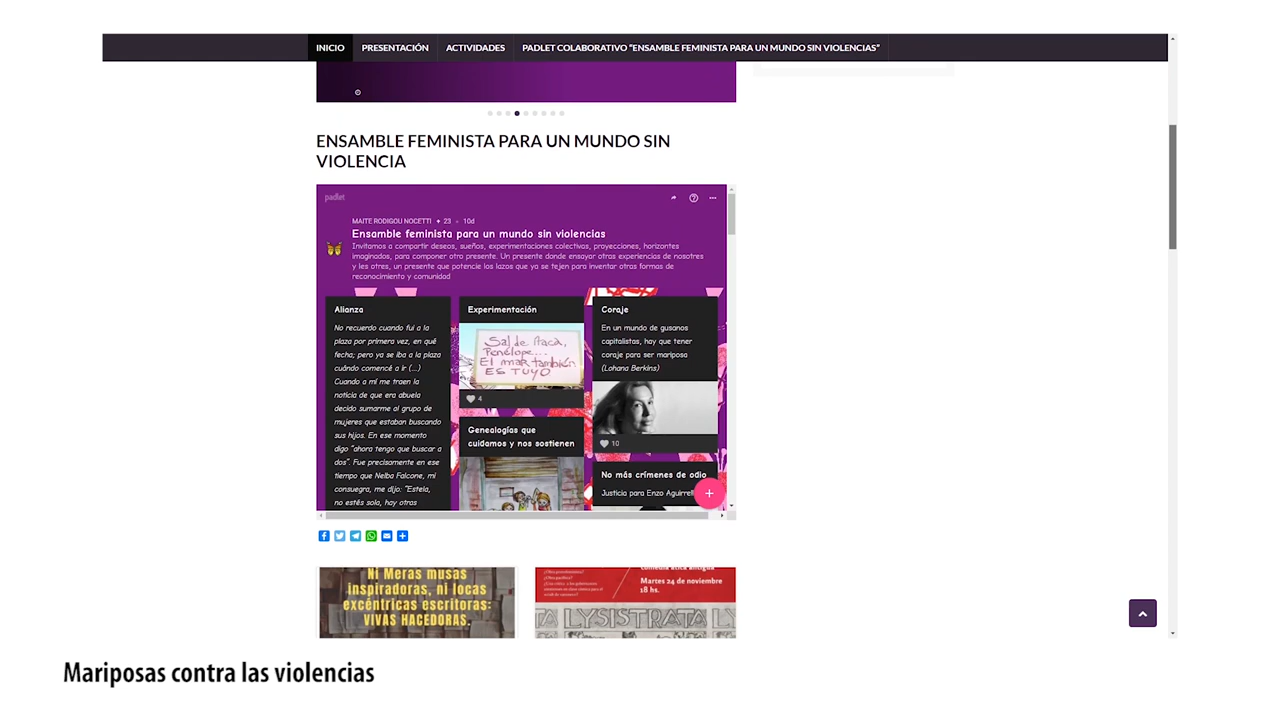 INICIO PRESENTACIÓN ACTIVIDADES PADLET COLABORATIVO "ENSAMBLE FEMINISTA PARA UN MUNDO SIN VIOLENCIAS"
ENSAMBLE FEMINISTA PARA UN MUNDO SIN
VIOLENCIA
padlet
MAITE RODIGOU NOCETTI 23 10d
Ensamble feminista para un mundo sin violencias
Invitamos a compartir deseos, sueños, experimentaciones colectivas, proyecciones, horizontes
imaginados, para componer otro presente. Un presente donde ensayar otras experiencias de nosotres
y les otres, un presente que potencie los lazos que ya se tejen para inventar otras formas de
reconocimiento y comunidad
Alianza
No recuerdo cuando fui a la
plaza por primera vez, en qué
fecha; pero ya se iba a la plaza
cuándo comencé a ir (...)
Cuando a mí me traen la
noticia de que era abuela
decido sumarme al grupo de
mujeres que estaban buscando
sus hijos. En ese momento
digo "ahora tengo que buscar a
dos". Fue precisamente en ese
tiempo que Nelba Falcone, mi
consuegra, me dijo: "Estela,
no estés sola, hay otras
Experimentación
Sal de Itaca,
Penélope...
El mar también
ES TUYO
4
Genealogías que
cuidamos y nos sostienen
Coraje
En un mundo de gusanos
capitalistas, hay que tener
coraje para ser mariposa
(Lohana Berkins)
10
No más crímenes de odio
Justicia para Enzo Aguirre
Ni Meras musas
inspiradoras, ni locas
excéntricas escritoras:
VIVAS HACEDORAS.
comedia ática antigua
Martes 24 de noviembre
18 hs.
LYSISTRATA
Mariposas contra las violencias